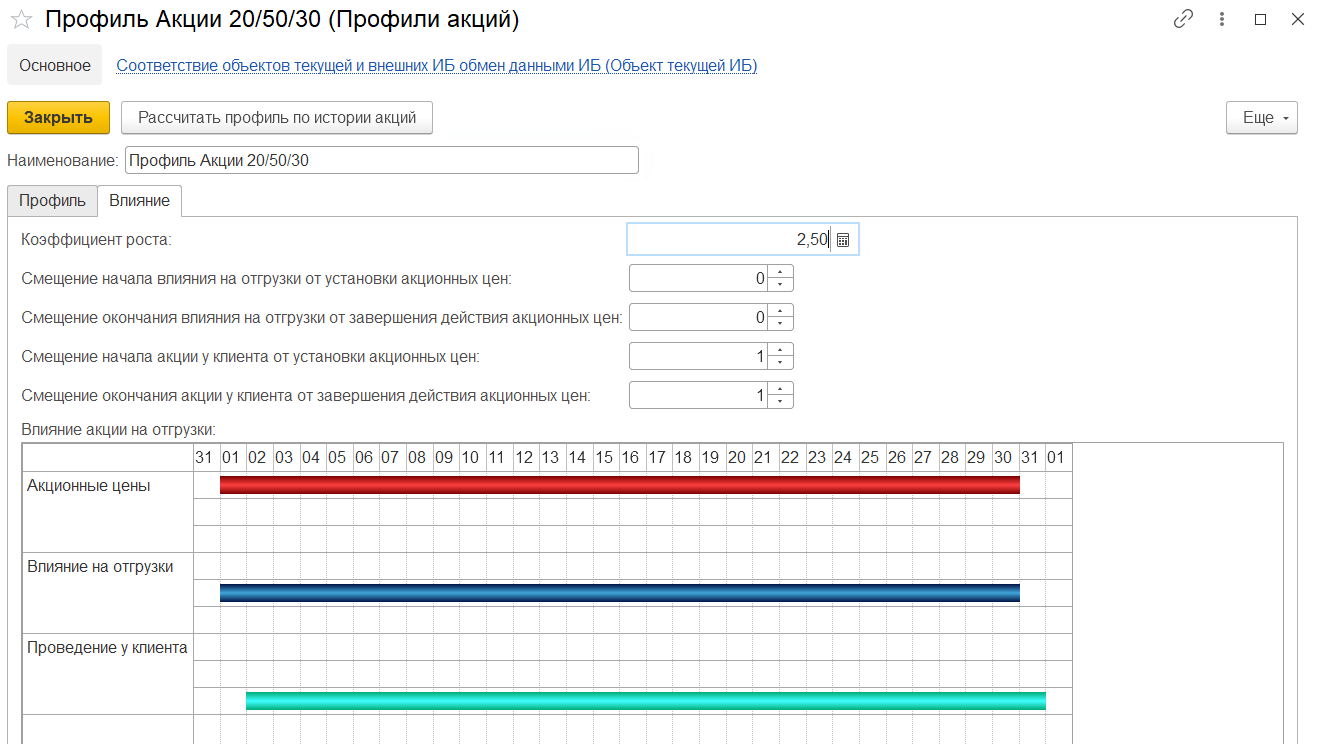 Профиль Акции 20/50/30 (Профили акций)
Основное Соответствие объектов текущей и внешних ИБ обмен данными ИБ (Объект текущей ИБ)
Закрыть Рассчитать профиль по истории акций Еще
Наименование: Профиль Акции 20/50/30
Профиль Влияние
Коэффициент роста: 2,50
Смещение начала влияния на отгрузки от установки акционных цен: 0
Смещение окончания влияния на отгрузки от завершения действия акционных цен: 0
Смещение начала акции у клиента от установки акционных цен: 1
Смещение окончания акции у клиента от завершения действия акционных цен: 1
Влияние акции на отгрузки:
31 01 02 03 04 05 06 07 08 09 10 11 12 13 14 15 16 17 18 19 20 21 22 23 24 25 26 27 28 29 30 31 01
Акционные цены
Влияние на отгрузки
Проведение у клиента